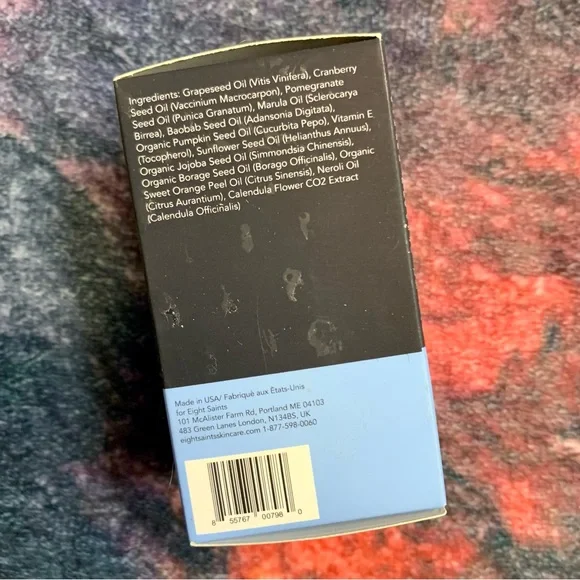 Ingredients: Grapeseed Oil (Vitis Vinifera), Cranberry
Seed Oil (Vaccinium Macrocarpon), Pomegranate
Seed Oil (Punica Granatum), Marula Oil (Sclerocarya
Birrea), Baobab Seed Oil (Adansonia Digitata),
Organic Pumpkin Seed Oil (Cucurbita Pepo), Vitamin E
(Tocopherol), Sunflower Seed Oil (Helianthus Annuus),
Organic Jojoba Seed Oil (Simmondsia Chinensis),
Organic Borage Seed Oil (Borago Officinalis), Organic
Sweet Orange Peel Oil (Citrus Sinensis), Neroli Oil
(Citrus Aurantium), Calendula Flower CO2 Extract
(Calendula Officinalis)
Made in USA/ Fabriqué aux États-Unis
for Eight Saints
101 McAlister Farm Rd, Portland ME 04103
483 Green Lanes London, N134BS, UK
eightsaintsskincare.com 1-877-598-0060
8 55767 00796 0